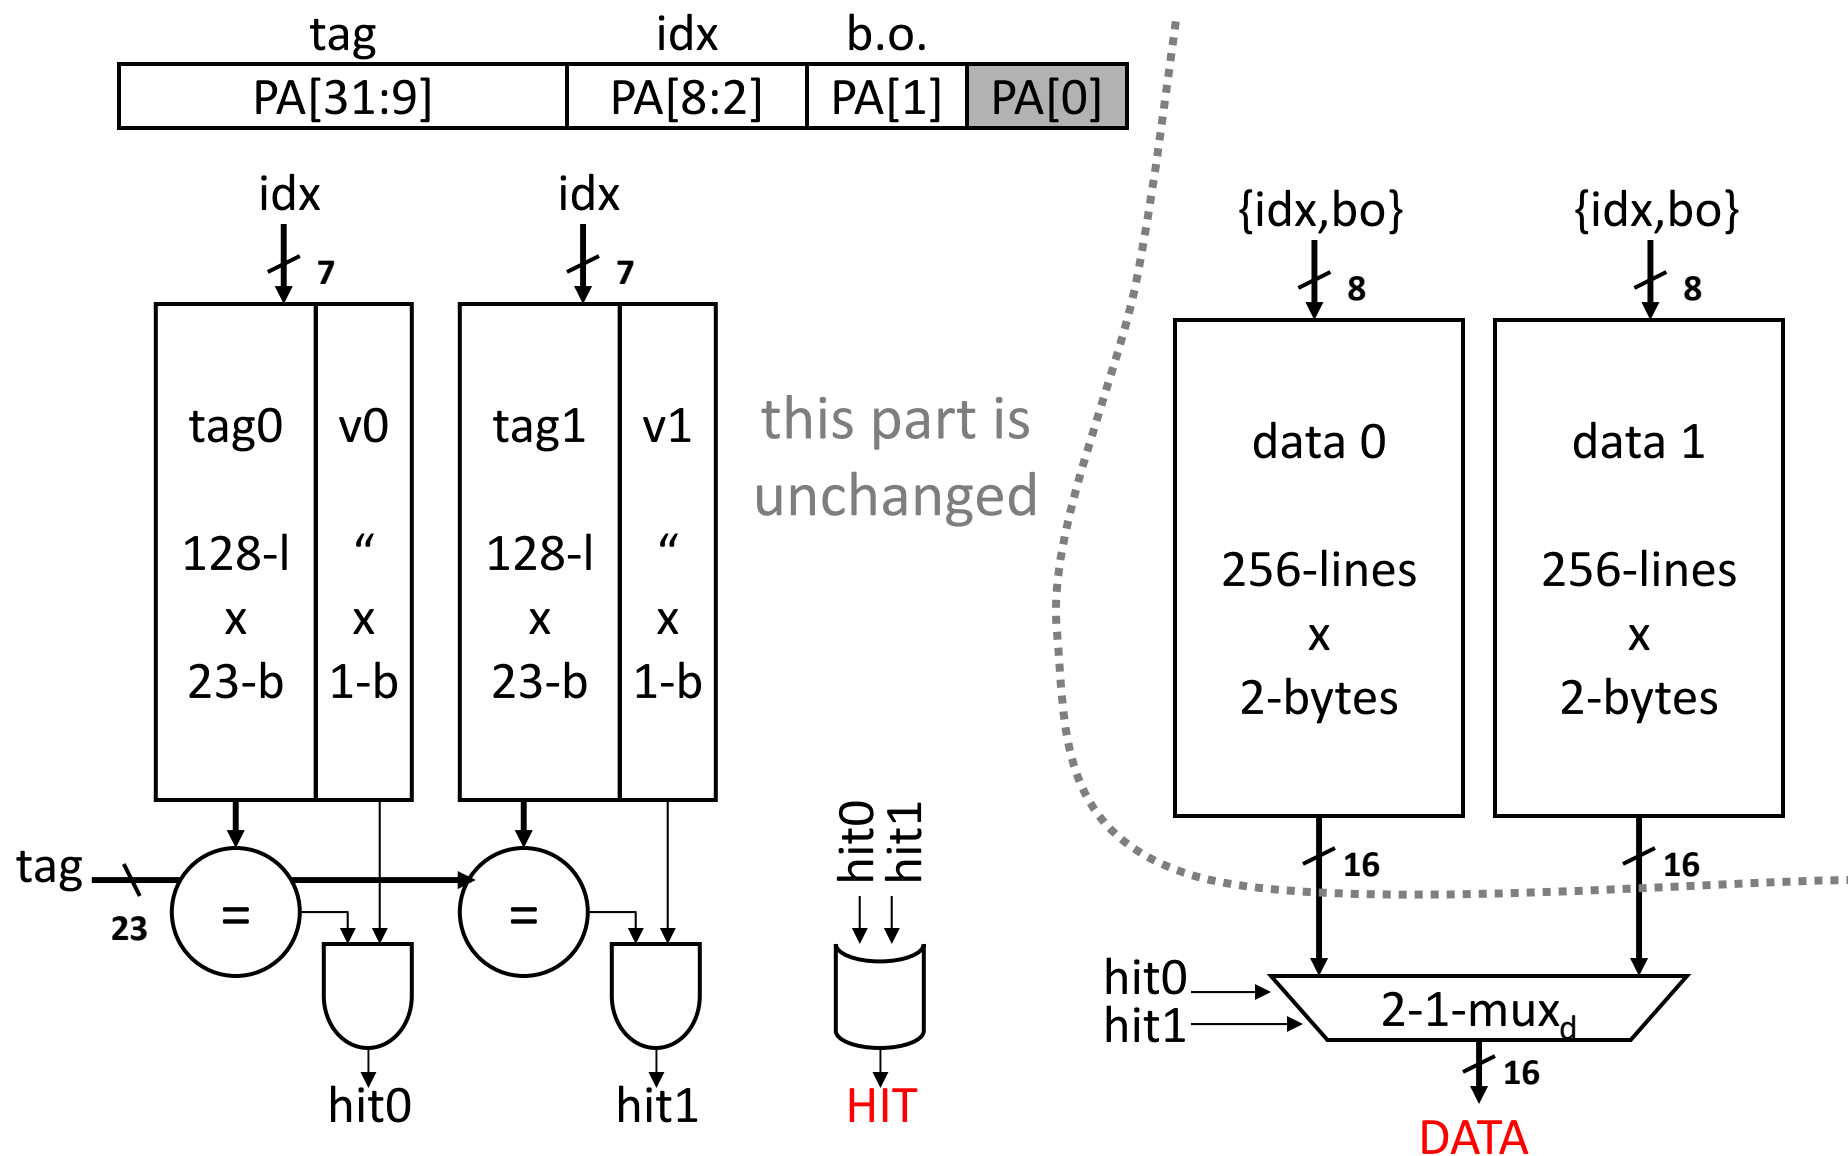 tag idx b.o.
PA[31:9] PA[8:2] PA[1] PA[0]
idx idx
7 7
tag0 v0 tag1 v1
128-l “ 128-l “
x x x x
23-b 1-b 23-b 1-b
this part is
unchanged
tag
23
= =
hit0 hit1
hit0
hit1
HIT
{idx,bo} {idx,bo}
8 8
data 0 data 1
256-lines 256-lines
x x
2-bytes 2-bytes
16 16
hit0
hit1
2-1-muxd
16
DATA